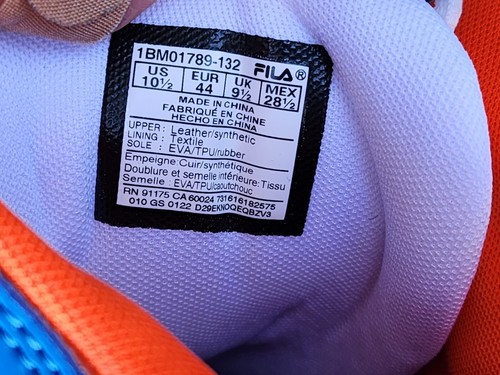 1BM01789-132 FILA®
US EUR UK MEX
10½ 44 9½ 28½
MADE IN CHINA
FABRIQUÉ EN CHINE
HECHO EN CHINA
UPPER: Leather/synthetic
LINING: Textile
SOLE: EVA/TPU/rubber
Empeigne: Cuir/synthétique
Doublure et semelle intérieure: Tissu
Semelle: EVA/TPU/caoutchouc
RN 91175 CA 60024 731616182575
010 GS 0122 D29EKNOQEQBZV3